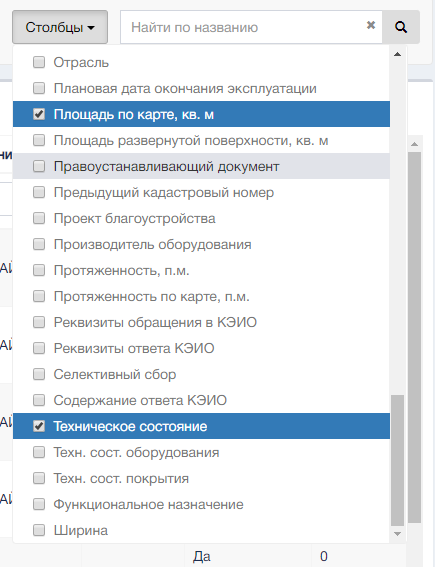 Столбцы
Найти по названию
Отрасль
Плановая дата окончания эксплуатации
Площадь по карте, кв. м
Площадь развернутой поверхности, кв. м
Правоустанавливающий документ
Предыдущий кадастровый номер
Проект благоустройства
Производитель оборудования
Протяженность, п.м.
Протяженность по карте, п.м.
Реквизиты обращения в КЭИО
Реквизиты ответа КЭИО
Селективный сбор
Содержание ответа КЭИО
Техническое состояние
Техн. сост. оборудования
Техн. сост. покрытия
Функциональное назначение
Ширина
Да 0